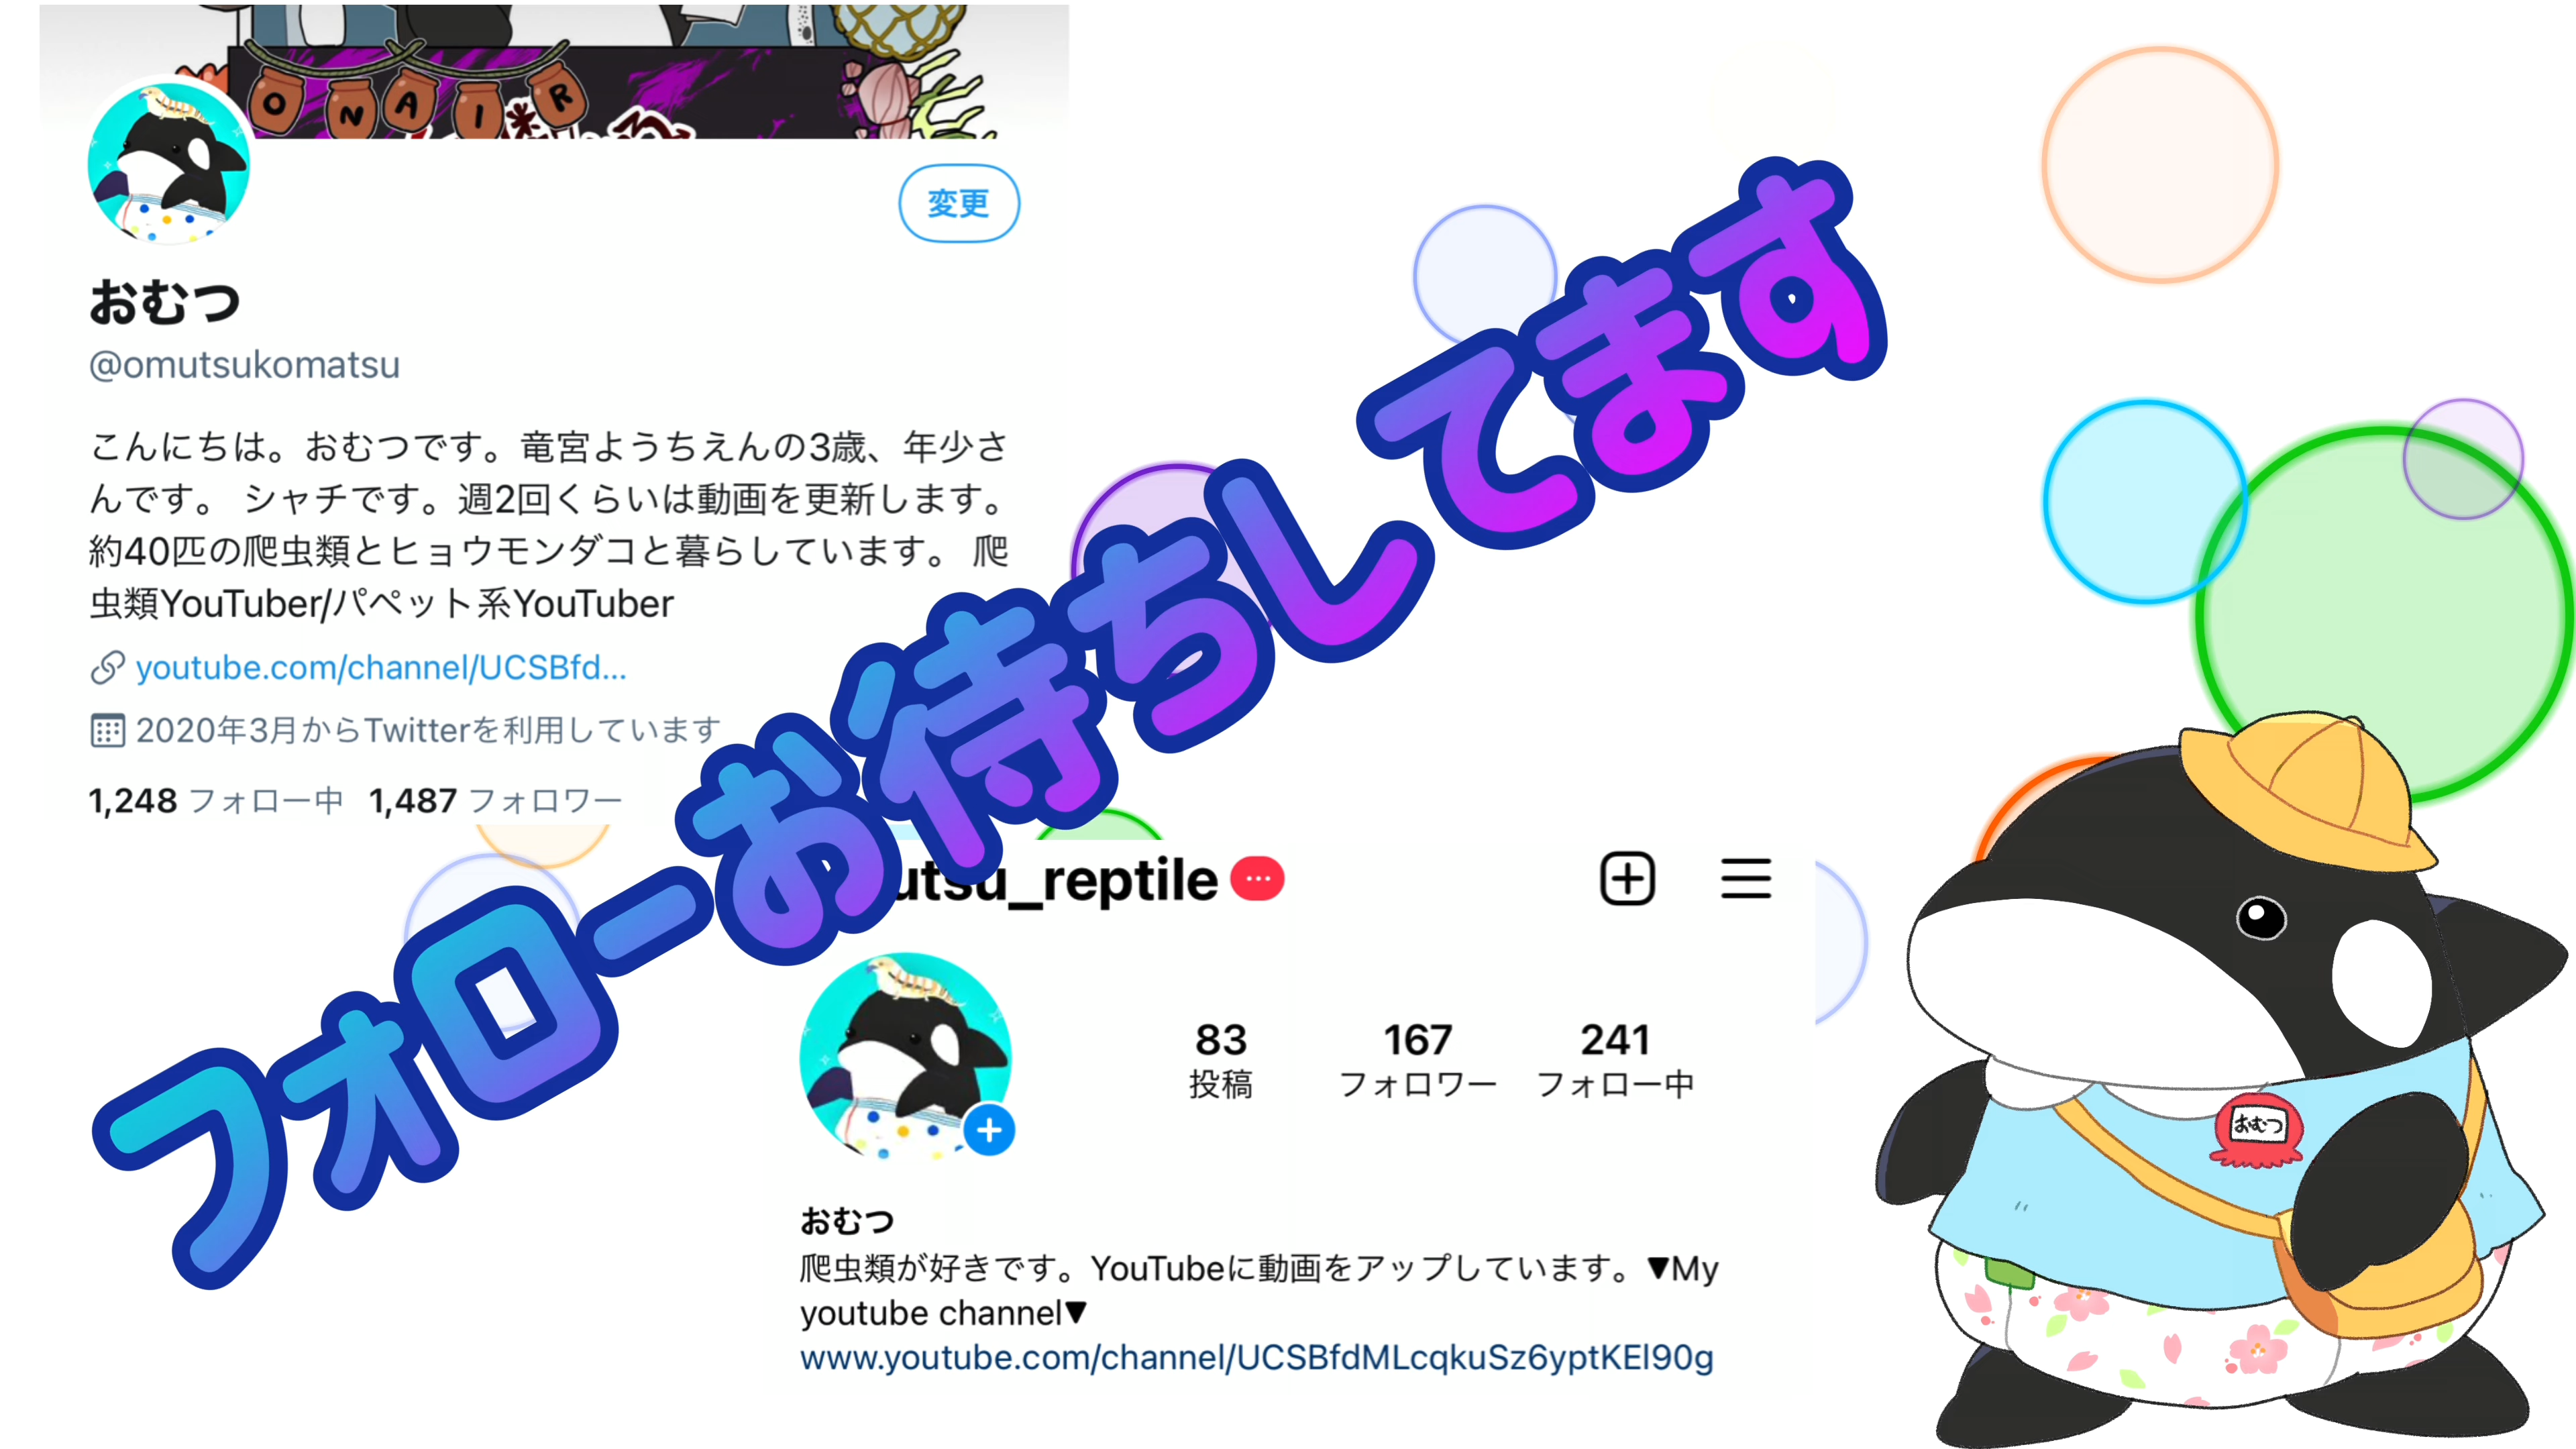 ONAIR
変更
おむつ
@omutsukomatsu
こんにちは。おむつです。竜宮ようちえんの3歳、年少さ
んです。 シャチです。週2回くらいは動画を更新します。
約40匹の爬虫類とヒョウモンダコと暮らしています。 爬
虫類YouTuber/パペット系YouTuber
youtube.com/channel/UCSBfd...
2020年3月からTwitterを利用しています
1,248 フォロー中 1,487 フォロワー
フォローお待ちしてます
utsu_reptile
83 167 241
投稿 フォロワー フォロー中
おむつ
爬虫類が好きです。YouTubeに動画をアップしています。▼My
youtube channel▼
www.youtube.com/channel/UCSBfdMLcqkuSz6yptKEl90g
おむつ